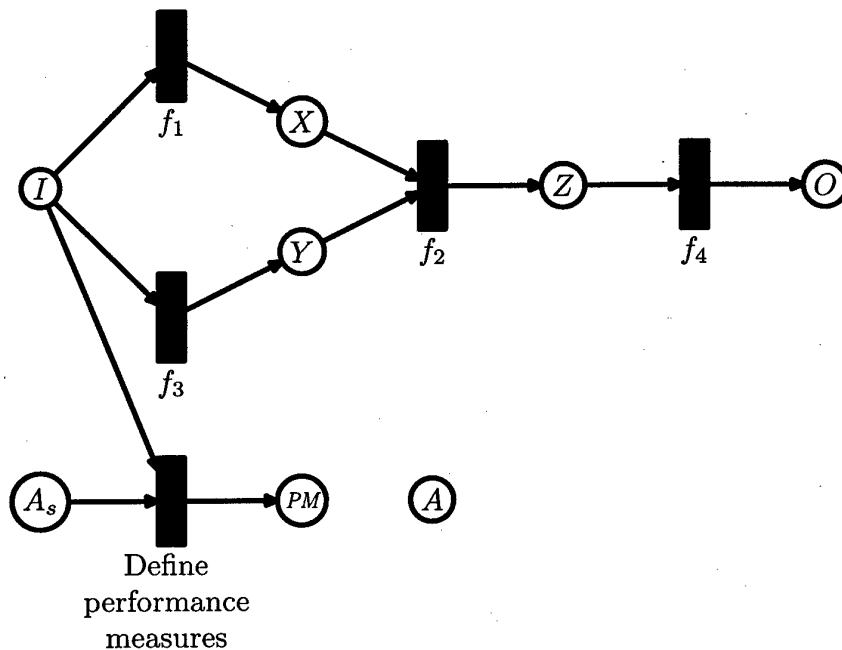 f₁
X
I
Z
O
Y
f₂
f₄
f₃
Aₛ
PM
A
Define
performance
measures